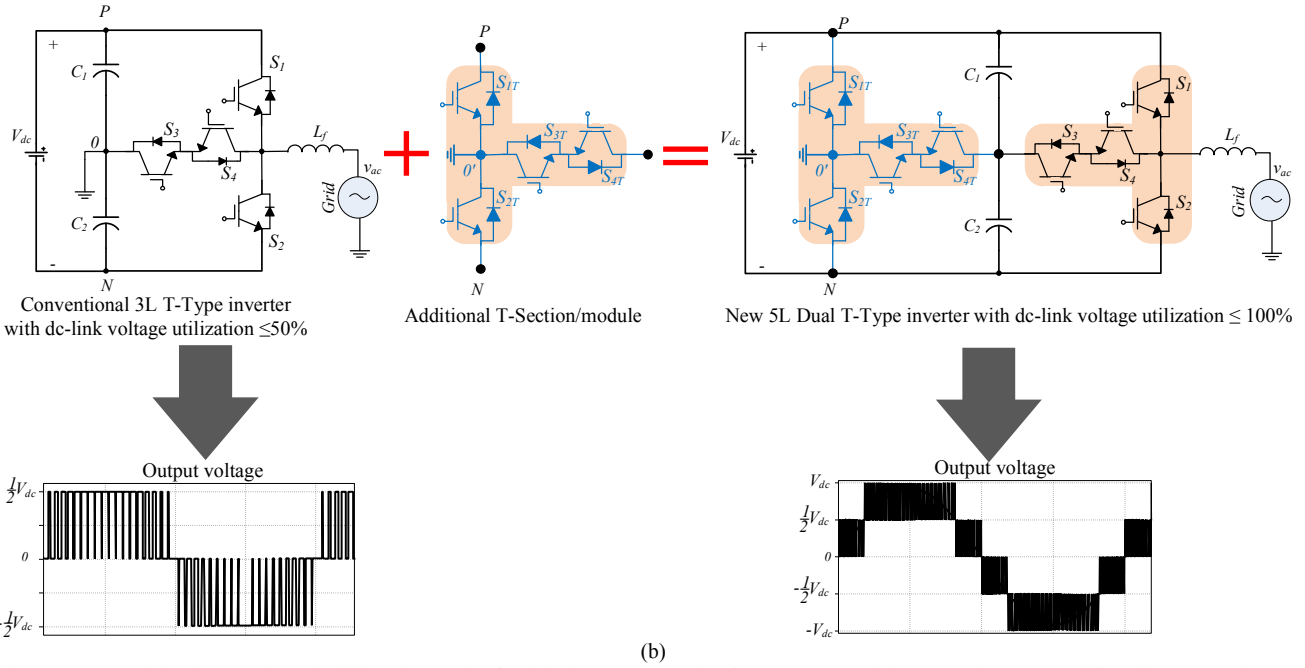 P
+
C1
S1
Vdc
0
S3
S4
Lf
vac
Grid
C2
S2
-
N
Conventional 3L T-Type inverter
with dc-link voltage utilization ≤50%
+
P
S1T
S3T
0'
S4T
S2T
N
Additional T-Section/module
=
P
+
S1T
C1
S1
Vdc
S3T
S3
Lf
0'
S4T
S4
vac
Grid
S2T
C2
S2
-
N
New 5L Dual T-Type inverter with dc-link voltage utilization ≤ 100%
Output voltage
1/2Vdc
0
-1/2Vdc
Output voltage
Vdc
1/2Vdc
0
-1/2Vdc
-Vdc
(b)